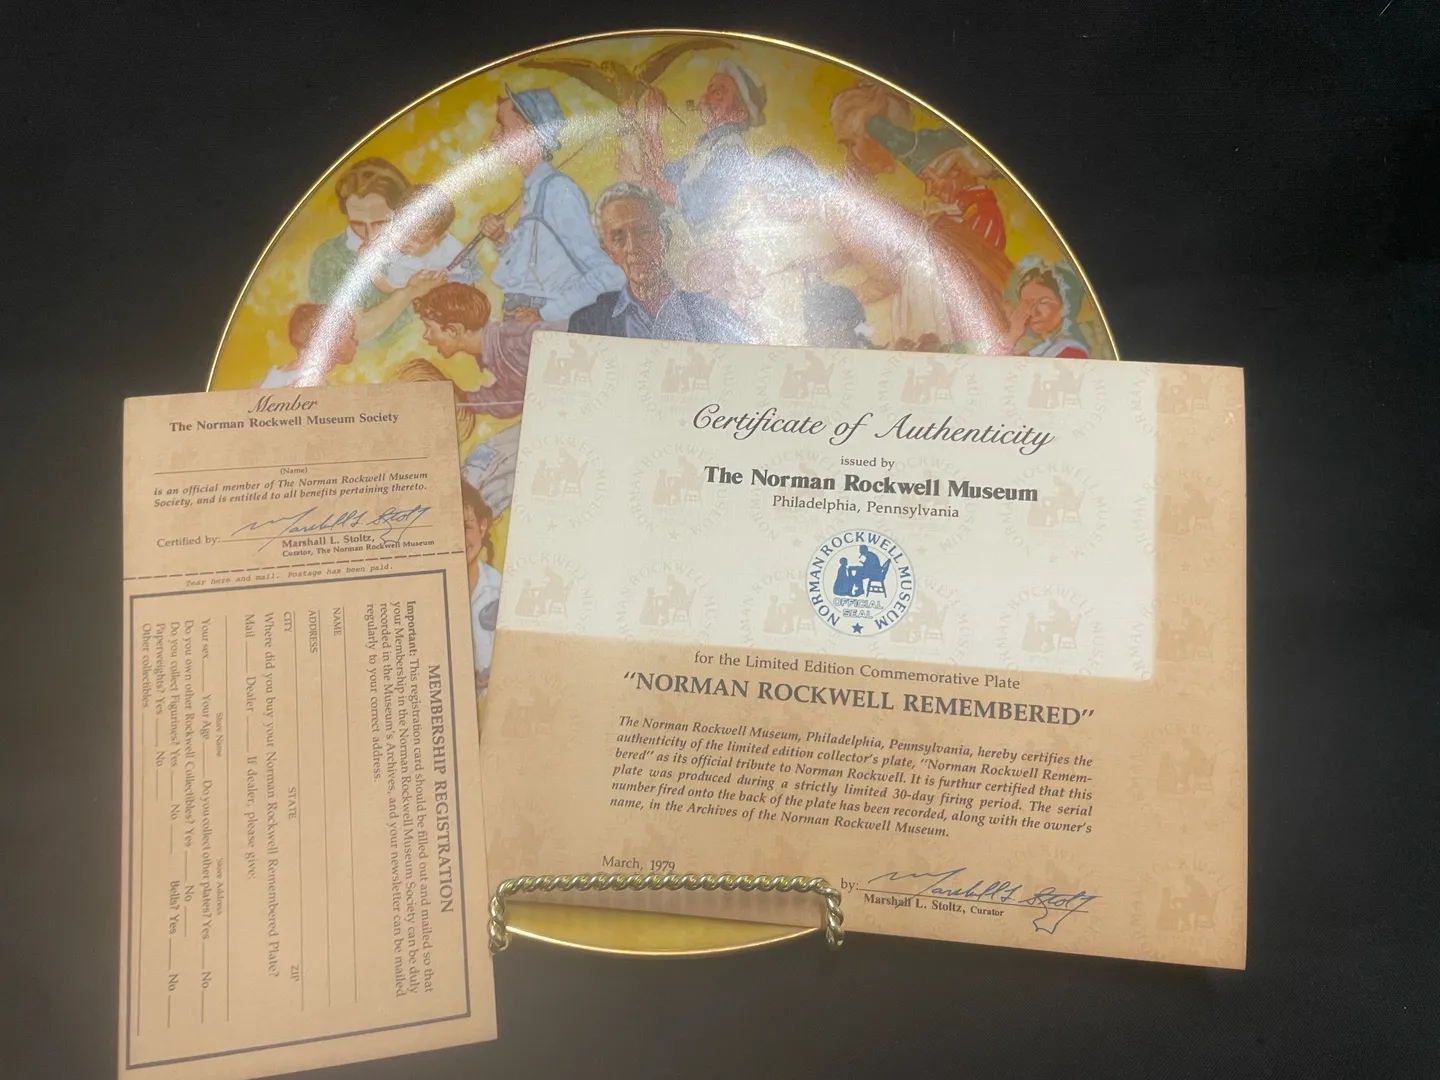 Member
The Norman Rockwell Museum Society
(Name)
is an official member of The Norman Rockwell Museum
Society, and is entitled to all benefits pertaining thereto.
Certified by: Marshall L. Stoltz
Marshall L. Stoltz,
Curator, The Norman Rockwell Museum
Tear here and mail. Postage has been paid.
MEMBERSHIP REGISTRATION
Important: This registration card should be filled out and mailed so that
your Membership in the Norman Rockwell Museum Society can be duly
recorded in the Museum's Archives, and your newsletter can be mailed
regularly to your correct address.
NAME
ADDRESS
CITY STATE ZIP
Where did you buy your Norman Rockwell Remembered Plate?
Mail Dealer If dealer, please give:
Store Name Store Address
Your sex Your Age Do you collect other plates? Yes No
Do you own other Rockwell Collectibles? Yes No
Do you collect Figurines? Yes No Bells? Yes No
Paperweights? Yes No
Other collectibles
Certificate of Authenticity
issued by
The Norman Rockwell Museum
Philadelphia, Pennsylvania
NORMAN ROCKWELL MUSEUM
OFFICIAL
SEAL
for the Limited Edition Commemorative Plate
"NORMAN ROCKWELL REMEMBERED"
The Norman Rockwell Museum, Philadelphia, Pennsylvania, hereby certifies the
authenticity of the limited edition collector's plate, "Norman Rockwell Remem-
bered" as its official tribute to Norman Rockwell. It is furthur certified that this
plate was produced during a strictly limited 30-day firing period. The serial
number fired onto the back of the plate has been recorded, along with the owner's
name, in the Archives of the Norman Rockwell Museum.
March, 1979
by: Marshall L. Stoltz
Marshall L. Stoltz, Curator